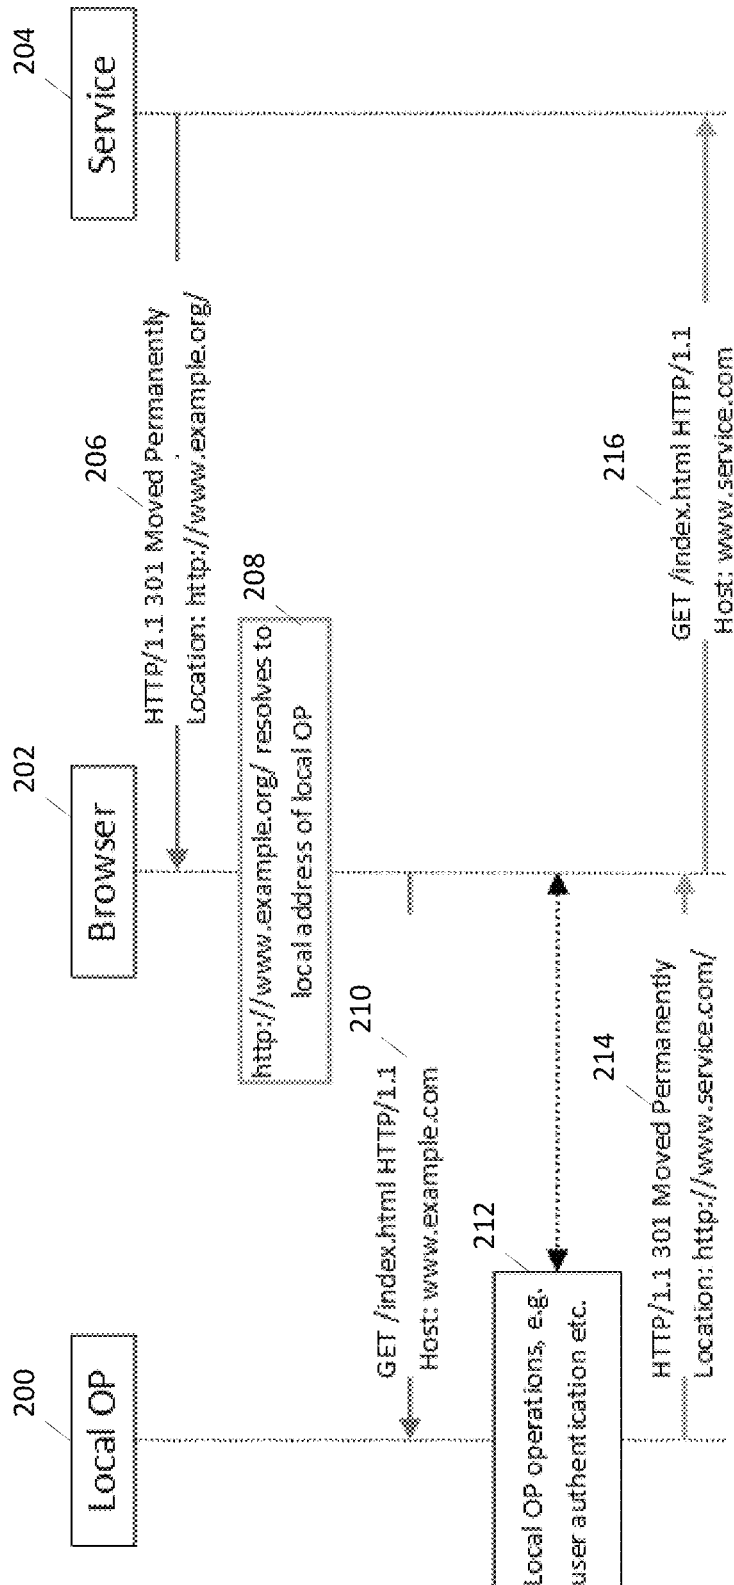 200
Local OP
202
Browser
204
Service
206
HTTP/1.1 301 Moved Permanently
Location: http://www.example.org/
208
http://www.example.org/ resolves to
local address of local OP
210
GET /index.html HTTP/1.1
Host: www.example.com
212
Local OP operations, e.g.
user authentication etc.
214
HTTP/1.1 301 Moved Permanently
Location: http://www.service.com/
216
GET /index.html HTTP/1.1
Host: www.service.com